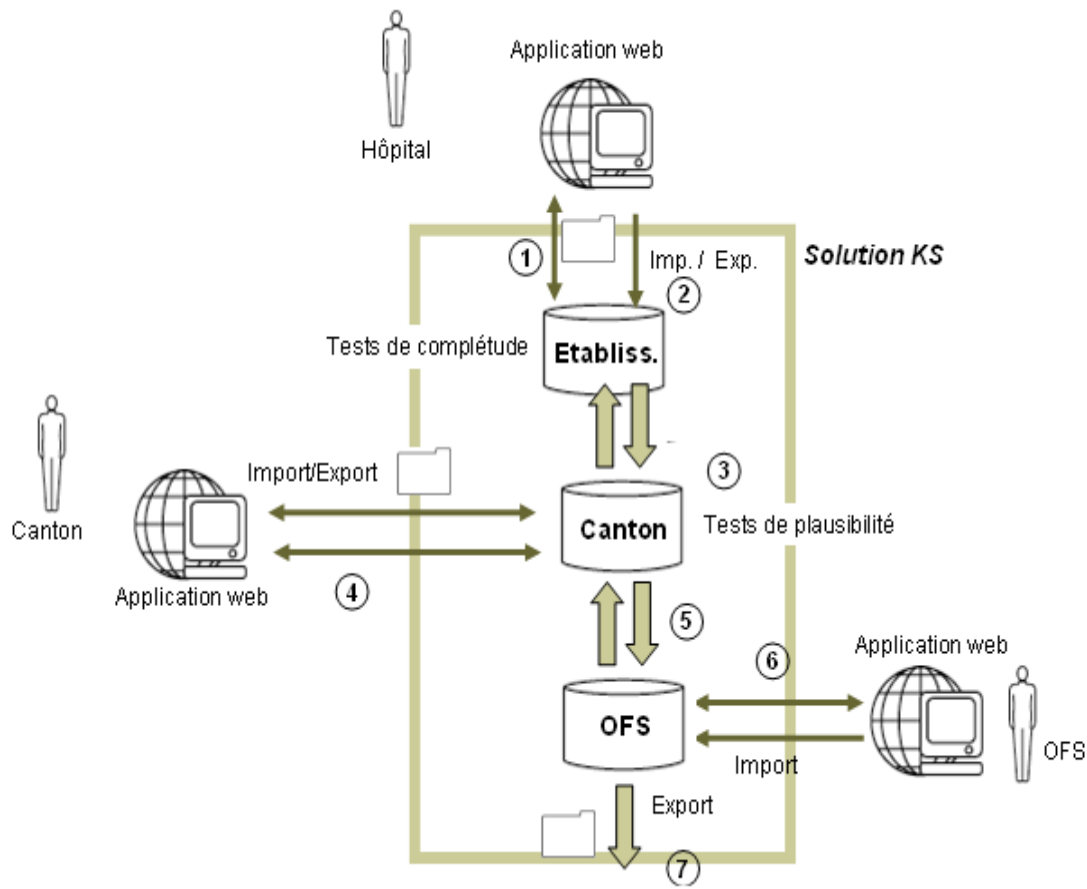 Application web
Hôpital
Solution KS
1
Imp. / Exp.
2
Tests de complétude
Etabliss.
3
Import/Export
Canton
Tests de plausibilité
Canton
Application web
4
5
Application web
6
OFS
Import
OFS
Export
7